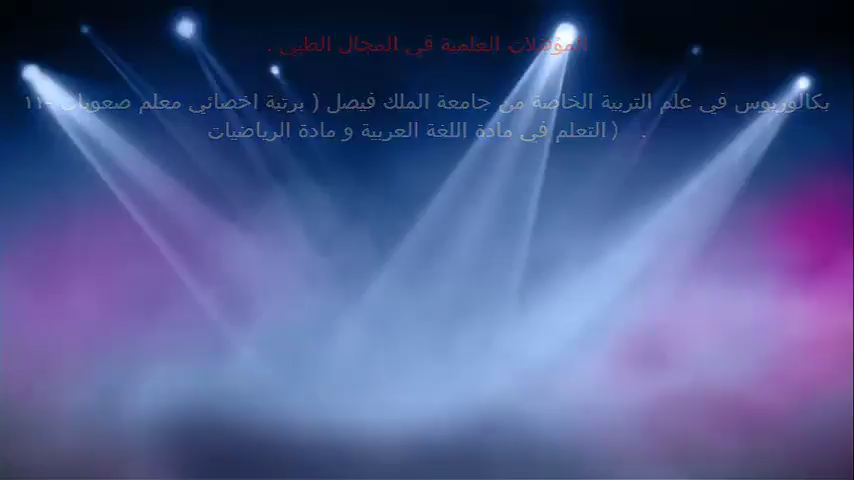 المؤهلات العلمية في المجال الطبي .
١١- بكالوريوس في علم التربية الخاصة من جامعة الملك فيصل ( برتبة اخصائي معلم صعوبات
التعلم في مادة اللغة العربية و مادة الرياضيات ) .